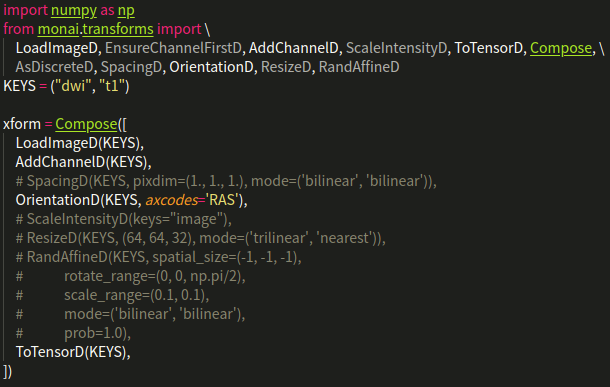 import numpy as np
from monai.transforms import \
    LoadImageD, EnsureChannelFirstD, AddChannelD, ScaleIntensityD, ToTensorD, Compose, \
    AsDiscreteD, SpacingD, OrientationD, ResizeD, RandAffineD
KEYS = ("dwi", "t1")

xform = Compose([
    LoadImageD(KEYS),
    AddChannelD(KEYS),
    # SpacingD(KEYS, pixdim=(1., 1., 1.), mode=('bilinear', 'bilinear')),
    OrientationD(KEYS, axcodes='RAS'),
    # ScaleIntensityD(keys="image"),
    # ResizeD(KEYS, (64, 64, 32), mode=('trilinear', 'nearest')),
    # RandAffineD(KEYS, spatial_size=(-1, -1, -1),
    #             rotate_range=(0, 0, np.pi/2),
    #             scale_range=(0.1, 0.1),
    #             mode=('bilinear', 'bilinear'),
    #             prob=1.0),
    ToTensorD(KEYS),
])